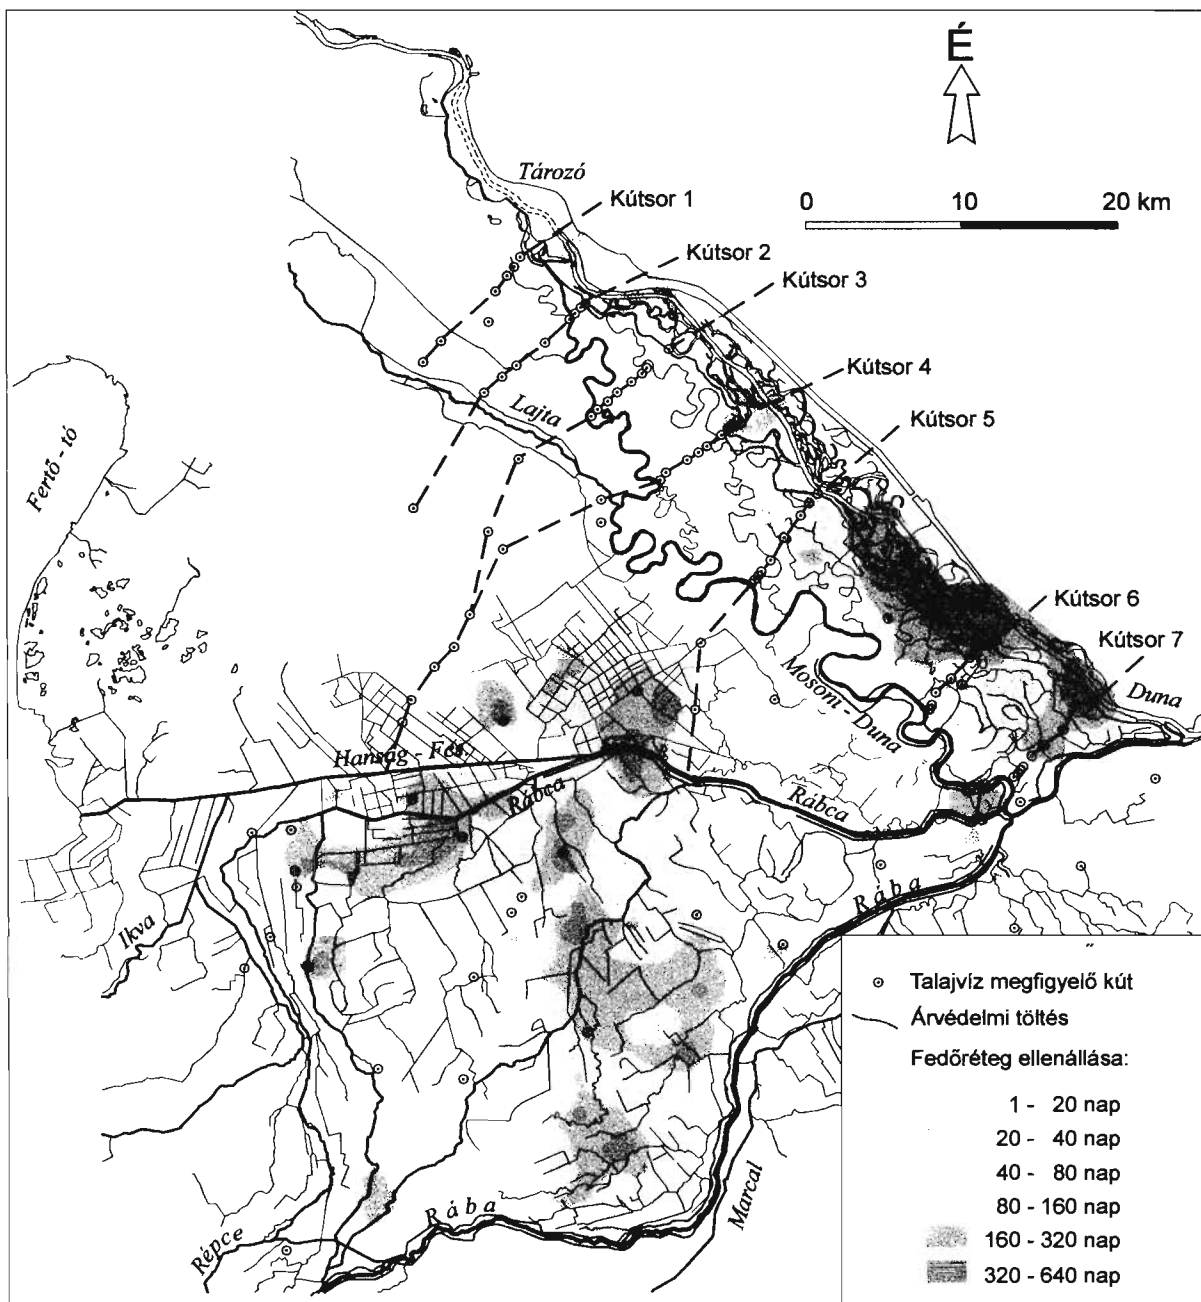 É
Tározó
Kútsor 1
0 10 20 km
Kútsor 2
Kútsor 3
Kútsor 4
Lajta
Kútsor 5
Fertő - tó
Kútsor 6
Kútsor 7
Duna
Mosoni - Duna
Hanság - Fcs.
Rábca
Rábca
Rába
Ikva
Talajvíz megfigyelő kút
Árvédelmi töltés
Fedőréteg ellenállása:
1 - 20 nap
20 - 40 nap
40 - 80 nap
80 - 160 nap
160 - 320 nap
320 - 640 nap
Marcal
Rába
Répce